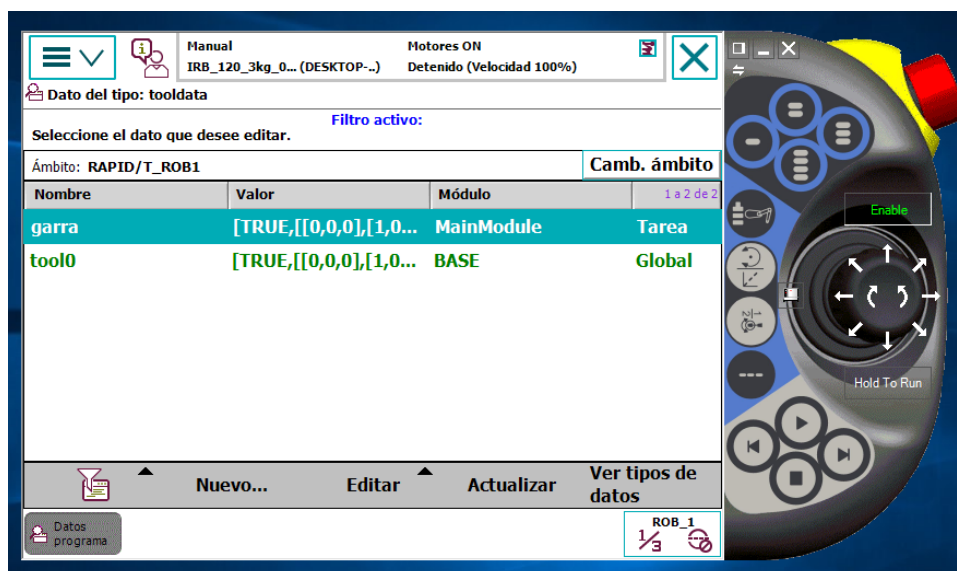 Manual
IRB_120_3kg_0... (DESKTOP-..)
Motores ON
Detenido (Velocidad 100%)
Dato del tipo: tooldata
Filtro activo:
Seleccione el dato que desee editar.
Ámbito: RAPID/T_ROB1
Camb. ámbito
Nombre Valor Módulo 1 a 2 de 2
garra [TRUE,[[0,0,0],[1,0... MainModule Tarea
tool0 [TRUE,[[0,0,0],[1,0... BASE Global
Nuevo... Editar Actualizar Ver tipos de
datos
Datos
programa
ROB_1
1/3
Enable
Hold To Run